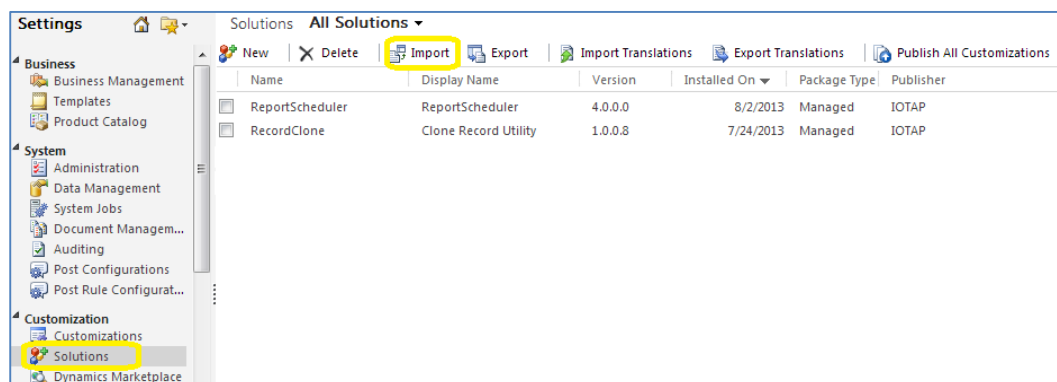 Settings
Business
Business Management
Templates
Product Catalog
System
Administration
Data Management
System Jobs
Document Managem...
Auditing
Post Configurations
Post Rule Configurat...
Customization
Customizations
Solutions
Dynamics Marketplace
Solutions All Solutions
New Delete Import Export Import Translations Export Translations Publish All Customizations
Name Display Name Version Installed On Package Type Publisher
ReportScheduler ReportScheduler 4.0.0.0 8/2/2013 Managed IOTAP
RecordClone Clone Record Utility 1.0.0.8 7/24/2013 Managed IOTAP